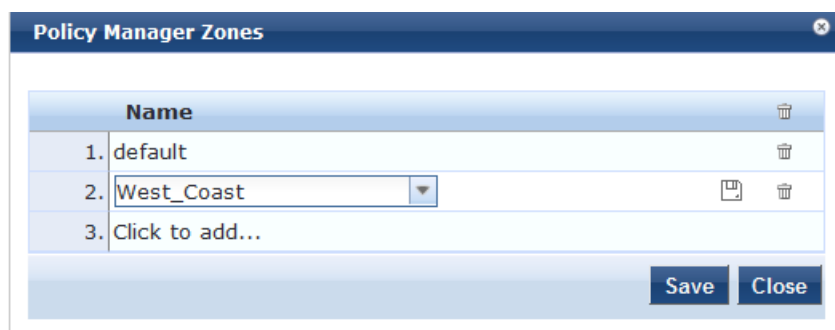 Policy Manager Zones
Name
1. default
2. West_Coast
3. Click to add...
Save Close